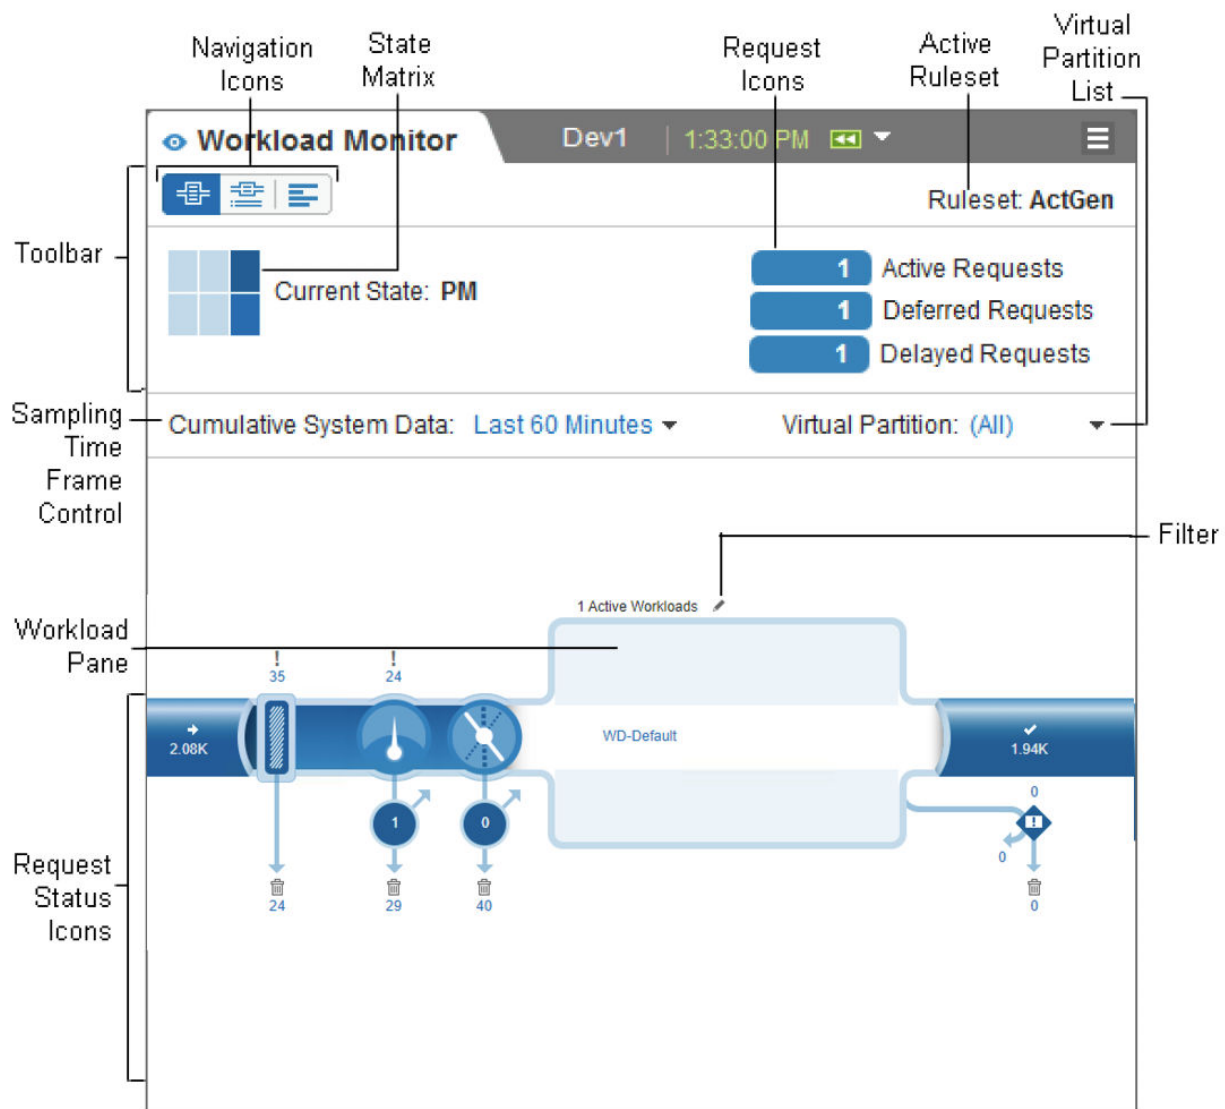 Navigation
Icons
State
Matrix
Request
Icons
Active
Ruleset
Virtual
Partition
List
Workload Monitor
Dev1
1:33:00 PM
Toolbar
Ruleset: ActGen
Current State: PM
1 Active Requests
1 Deferred Requests
1 Delayed Requests
Sampling
Time
Frame
Control
Cumulative System Data: Last 60 Minutes
Virtual Partition: (All)
Filter
1 Active Workloads
Workload
Pane
!
35
!
24
2.08K
WD-Default
1.94K
1
0
0
!
0
Request
Status
Icons
24
29
40
0